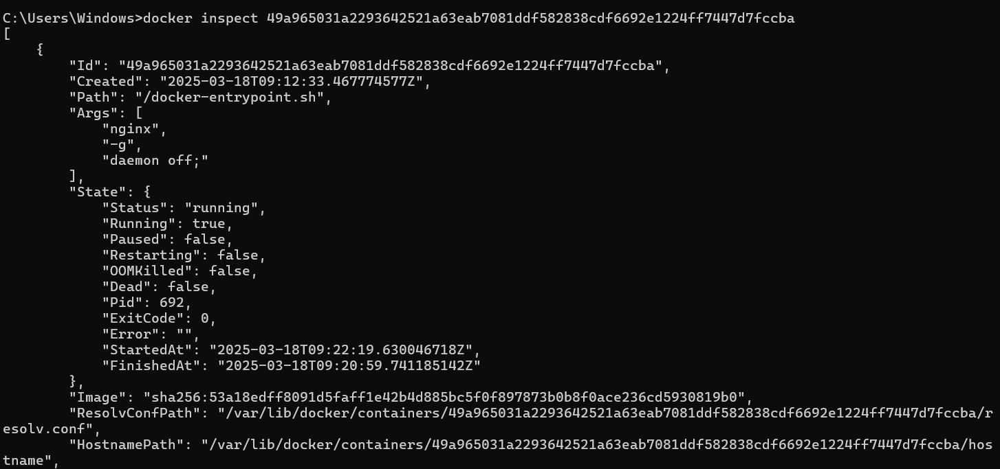 C:\Users\Windows>docker inspect 49a965031a2293642521a63eab7081ddf582838cdf6692e1224ff7447d7fccba
[
    {
        "Id": "49a965031a2293642521a63eab7081ddf582838cdf6692e1224ff7447d7fccba",
        "Created": "2025-03-18T09:12:33.467774577Z",
        "Path": "/docker-entrypoint.sh",
        "Args": [
            "nginx",
            "-g",
            "daemon off;"
        ],
        "State": {
            "Status": "running",
            "Running": true,
            "Paused": false,
            "Restarting": false,
            "OOMKilled": false,
            "Dead": false,
            "Pid": 692,
            "ExitCode": 0,
            "Error": "",
            "StartedAt": "2025-03-18T09:22:19.630046718Z",
            "FinishedAt": "2025-03-18T09:20:59.741185142Z"
        },
        "Image": "sha256:53a18edff8091d5faff1e42b4d885bc5f0f897873b0b8f0ace236cd5930819b0",
        "ResolvConfPath": "/var/lib/docker/containers/49a965031a2293642521a63eab7081ddf582838cdf6692e1224ff7447d7fccba/r
esolv.conf",
        "HostnamePath": "/var/lib/docker/containers/49a965031a2293642521a63eab7081ddf582838cdf6692e1224ff7447d7fccba/hos
tname",